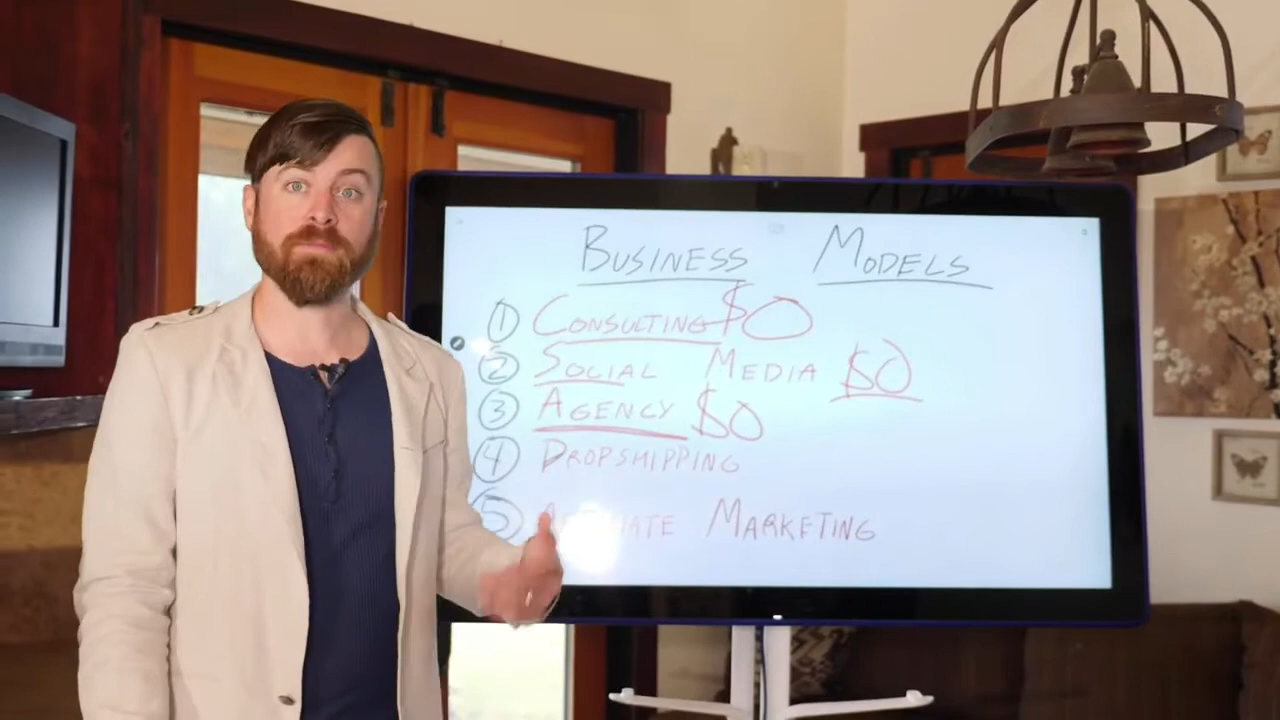 BUSINESS MODELS
① CONSULTING $0
② SOCIAL MEDIA $0
③ AGENCY $0
④ DROPSHIPPING
⑤ MARKETING